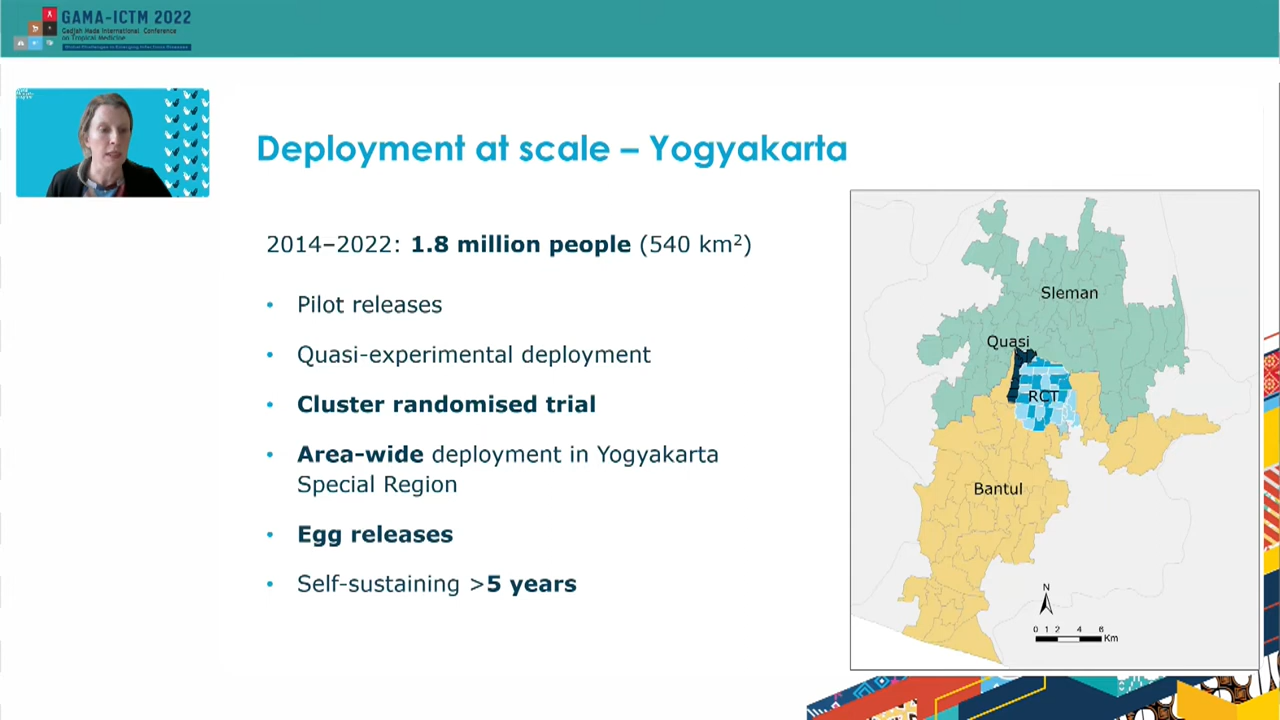 GAMA-ICTM 2022
Gadjah Mada International Conference
on Tropical Medicine
Deployment at scale – Yogyakarta
2014–2022: 1.8 million people (540 km²)
• Pilot releases
• Quasi-experimental deployment
• Cluster randomised trial
• Area-wide deployment in Yogyakarta
Special Region
• Egg releases
• Self-sustaining >5 years
Sleman
Quasi
RCT
Bantul
N
0 1 2 4 6
Km